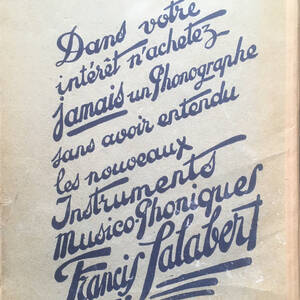 Dans votre
intérêt n'achetez
jamais un Phonographe
sans avoir entendu
les nouveaux
Instruments
Musico-Phoniques
Francis Salabert